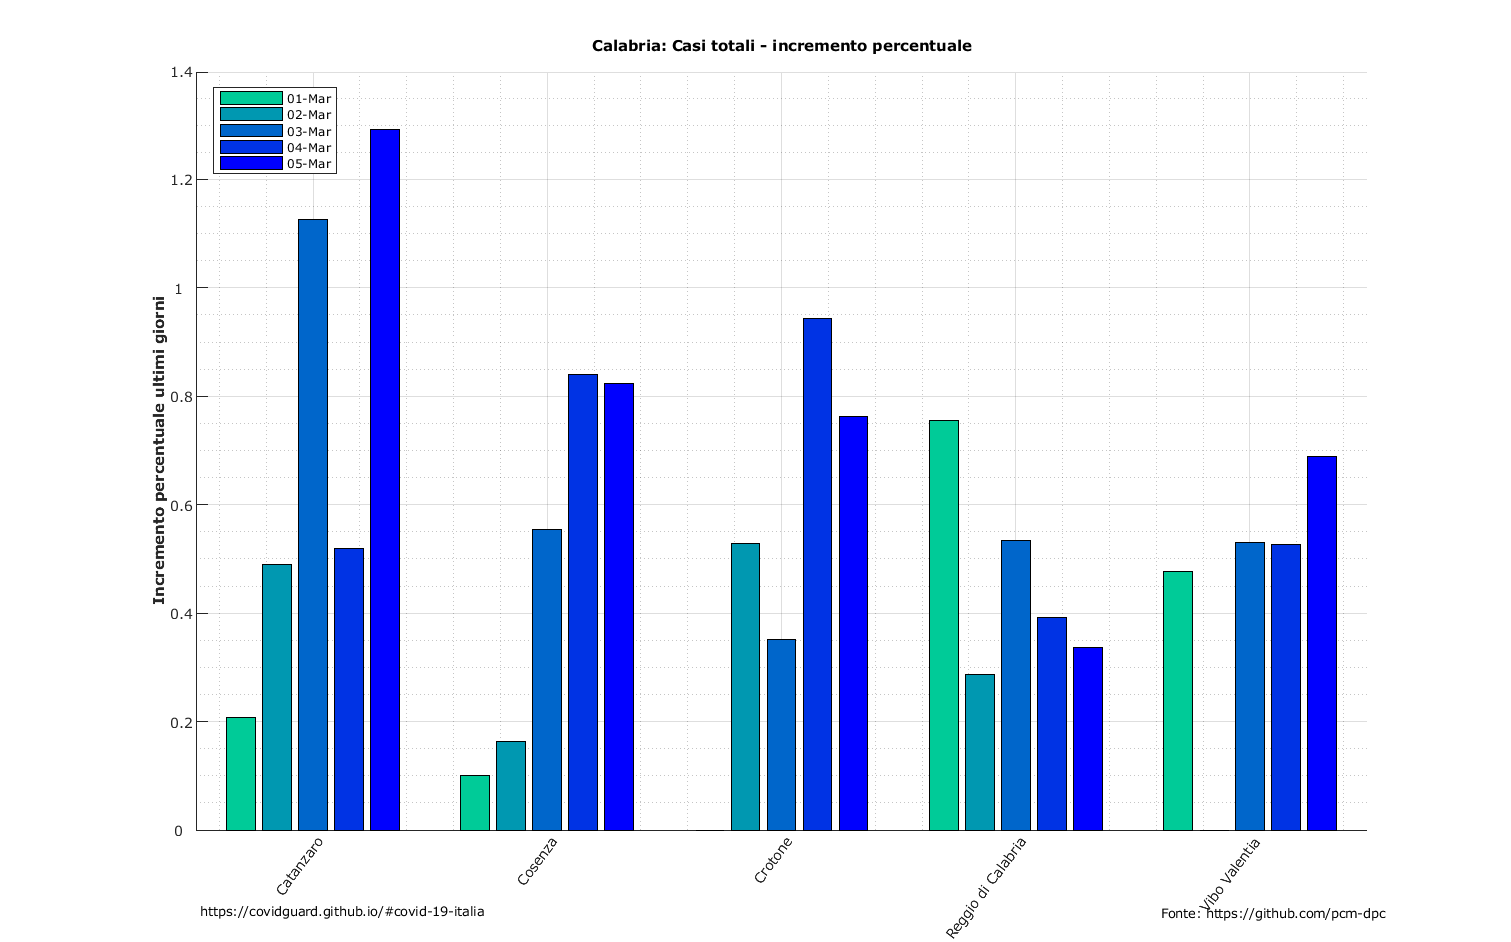 Calabria: Casi totali - incremento percentuale
1.4
1.2
1
0.8
0.6
0.4
0.2
0
Incremento percentuale ultimi giorni
01-Mar
02-Mar
03-Mar
04-Mar
05-Mar
Catanzaro
Cosenza
Crotone
Reggio di Calabria
Vibo Valentia
https://covidguard.github.io/#covid-19-italia
Fonte: https://github.com/pcm-dpc